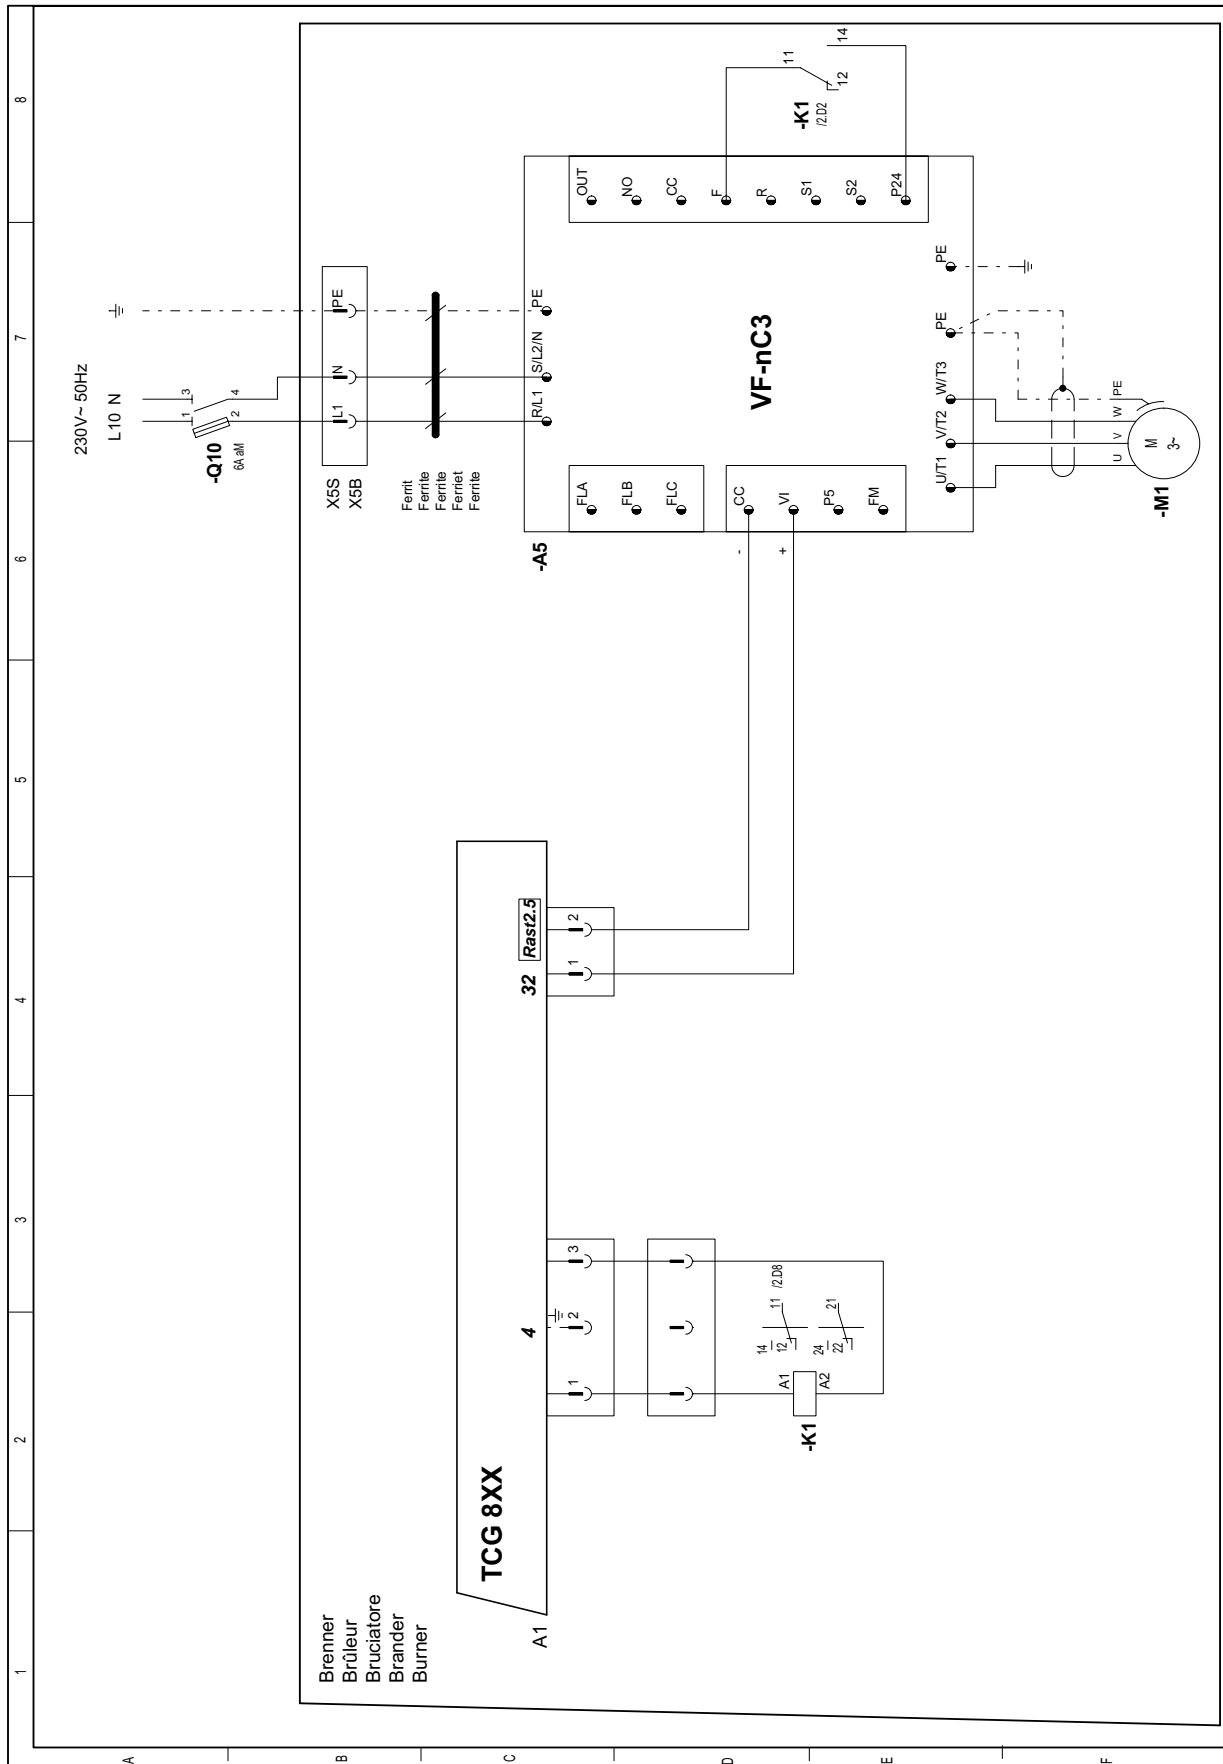 1
2
3
4
5
6
7
8
A
B
C
D
E
F
230V~ 50Hz
L10 N
1
3
2
4
-Q10
6A aM
Brenner
Brûleur
Bruciatore
Brander
Burner
X5S
X5B
L1
N
PE
Ferrit
Ferrite
Ferrite
Ferriet
Ferrite
A1
TCG 8XX
4
1
2
3
32
Rast2.5
1
2
-A5
R/L1
S/L2/N
PE
FLA
FLB
FLC
OUT
NO
CC
F
R
S1
S2
P24
VF-nC3
-
CC
+
VI
P5
FM
U/T1
V/T2
W/T3
PE
PE
-K1
/2.D2
11
12
14
-K1
A1
A2
14
12
11
/2.D8
24
22
21
U
V
W
PE
M
3~
-M1